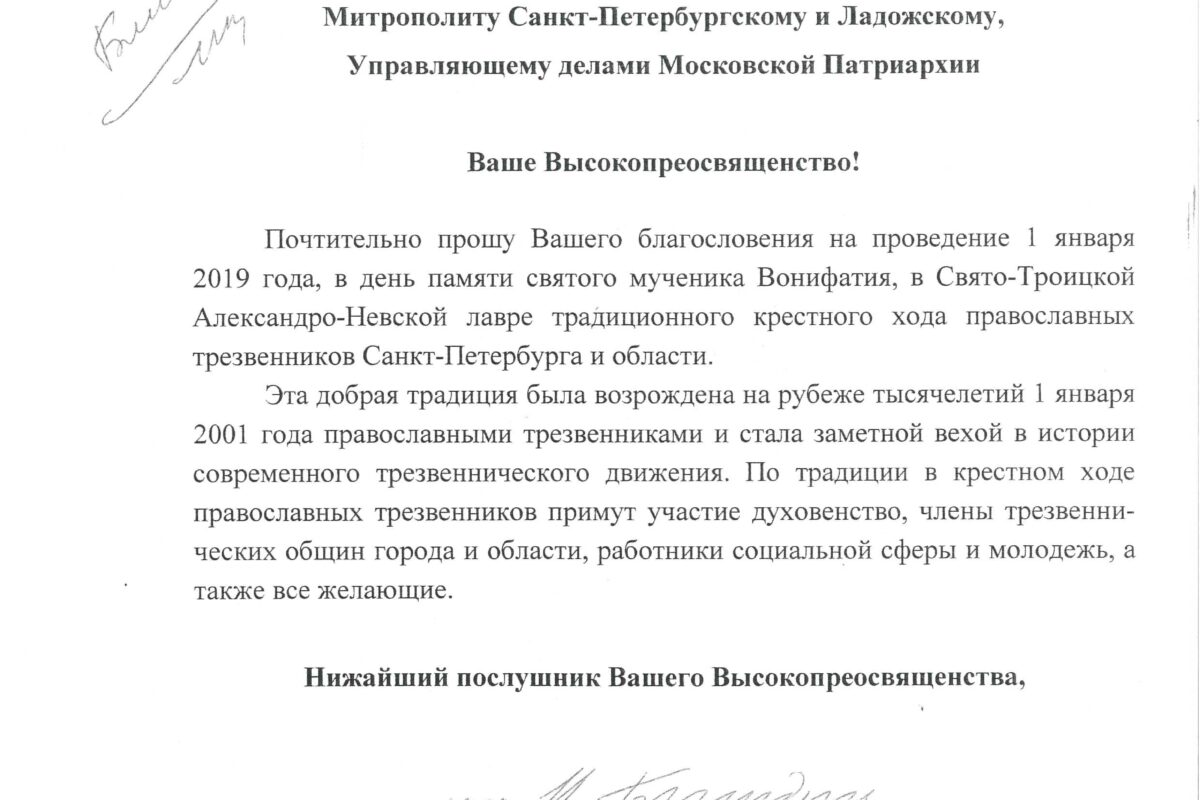 Митрополиту Санкт-Петербургскому и Ладожскому,
Управляющему делами Московской Патриархии
Ваше Высокопреосвященство!
Почтительно прошу Вашего благословения на проведение 1 января
2019 года, в день памяти святого мученика Вонифатия, в Свято-Троицкой
Александро-Невской лавре традиционного крестного хода православных
трезвенников Санкт-Петербурга и области.
Эта добрая традиция была возрождена на рубеже тысячелетий 1 января
2001 года православными трезвенниками и стала заметной вехой в истории
современного трезвеннического движения. По традиции в крестном ходе
православных трезвенников примут участие духовенство, члены трезвенни-
ческих общин города и области, работники социальной сферы и молодежь, а
также все желающие.
Нижайший послушник Вашего Высокопреосвященства,